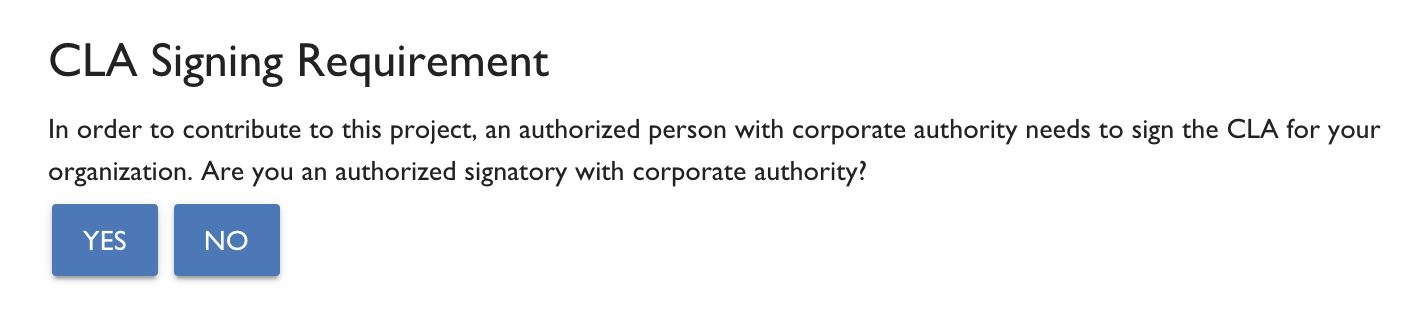 CLA Signing Requirement
In order to contribute to this project, an authorized person with corporate authority needs to sign the CLA for your
organization. Are you an authorized signatory with corporate authority?
YES NO